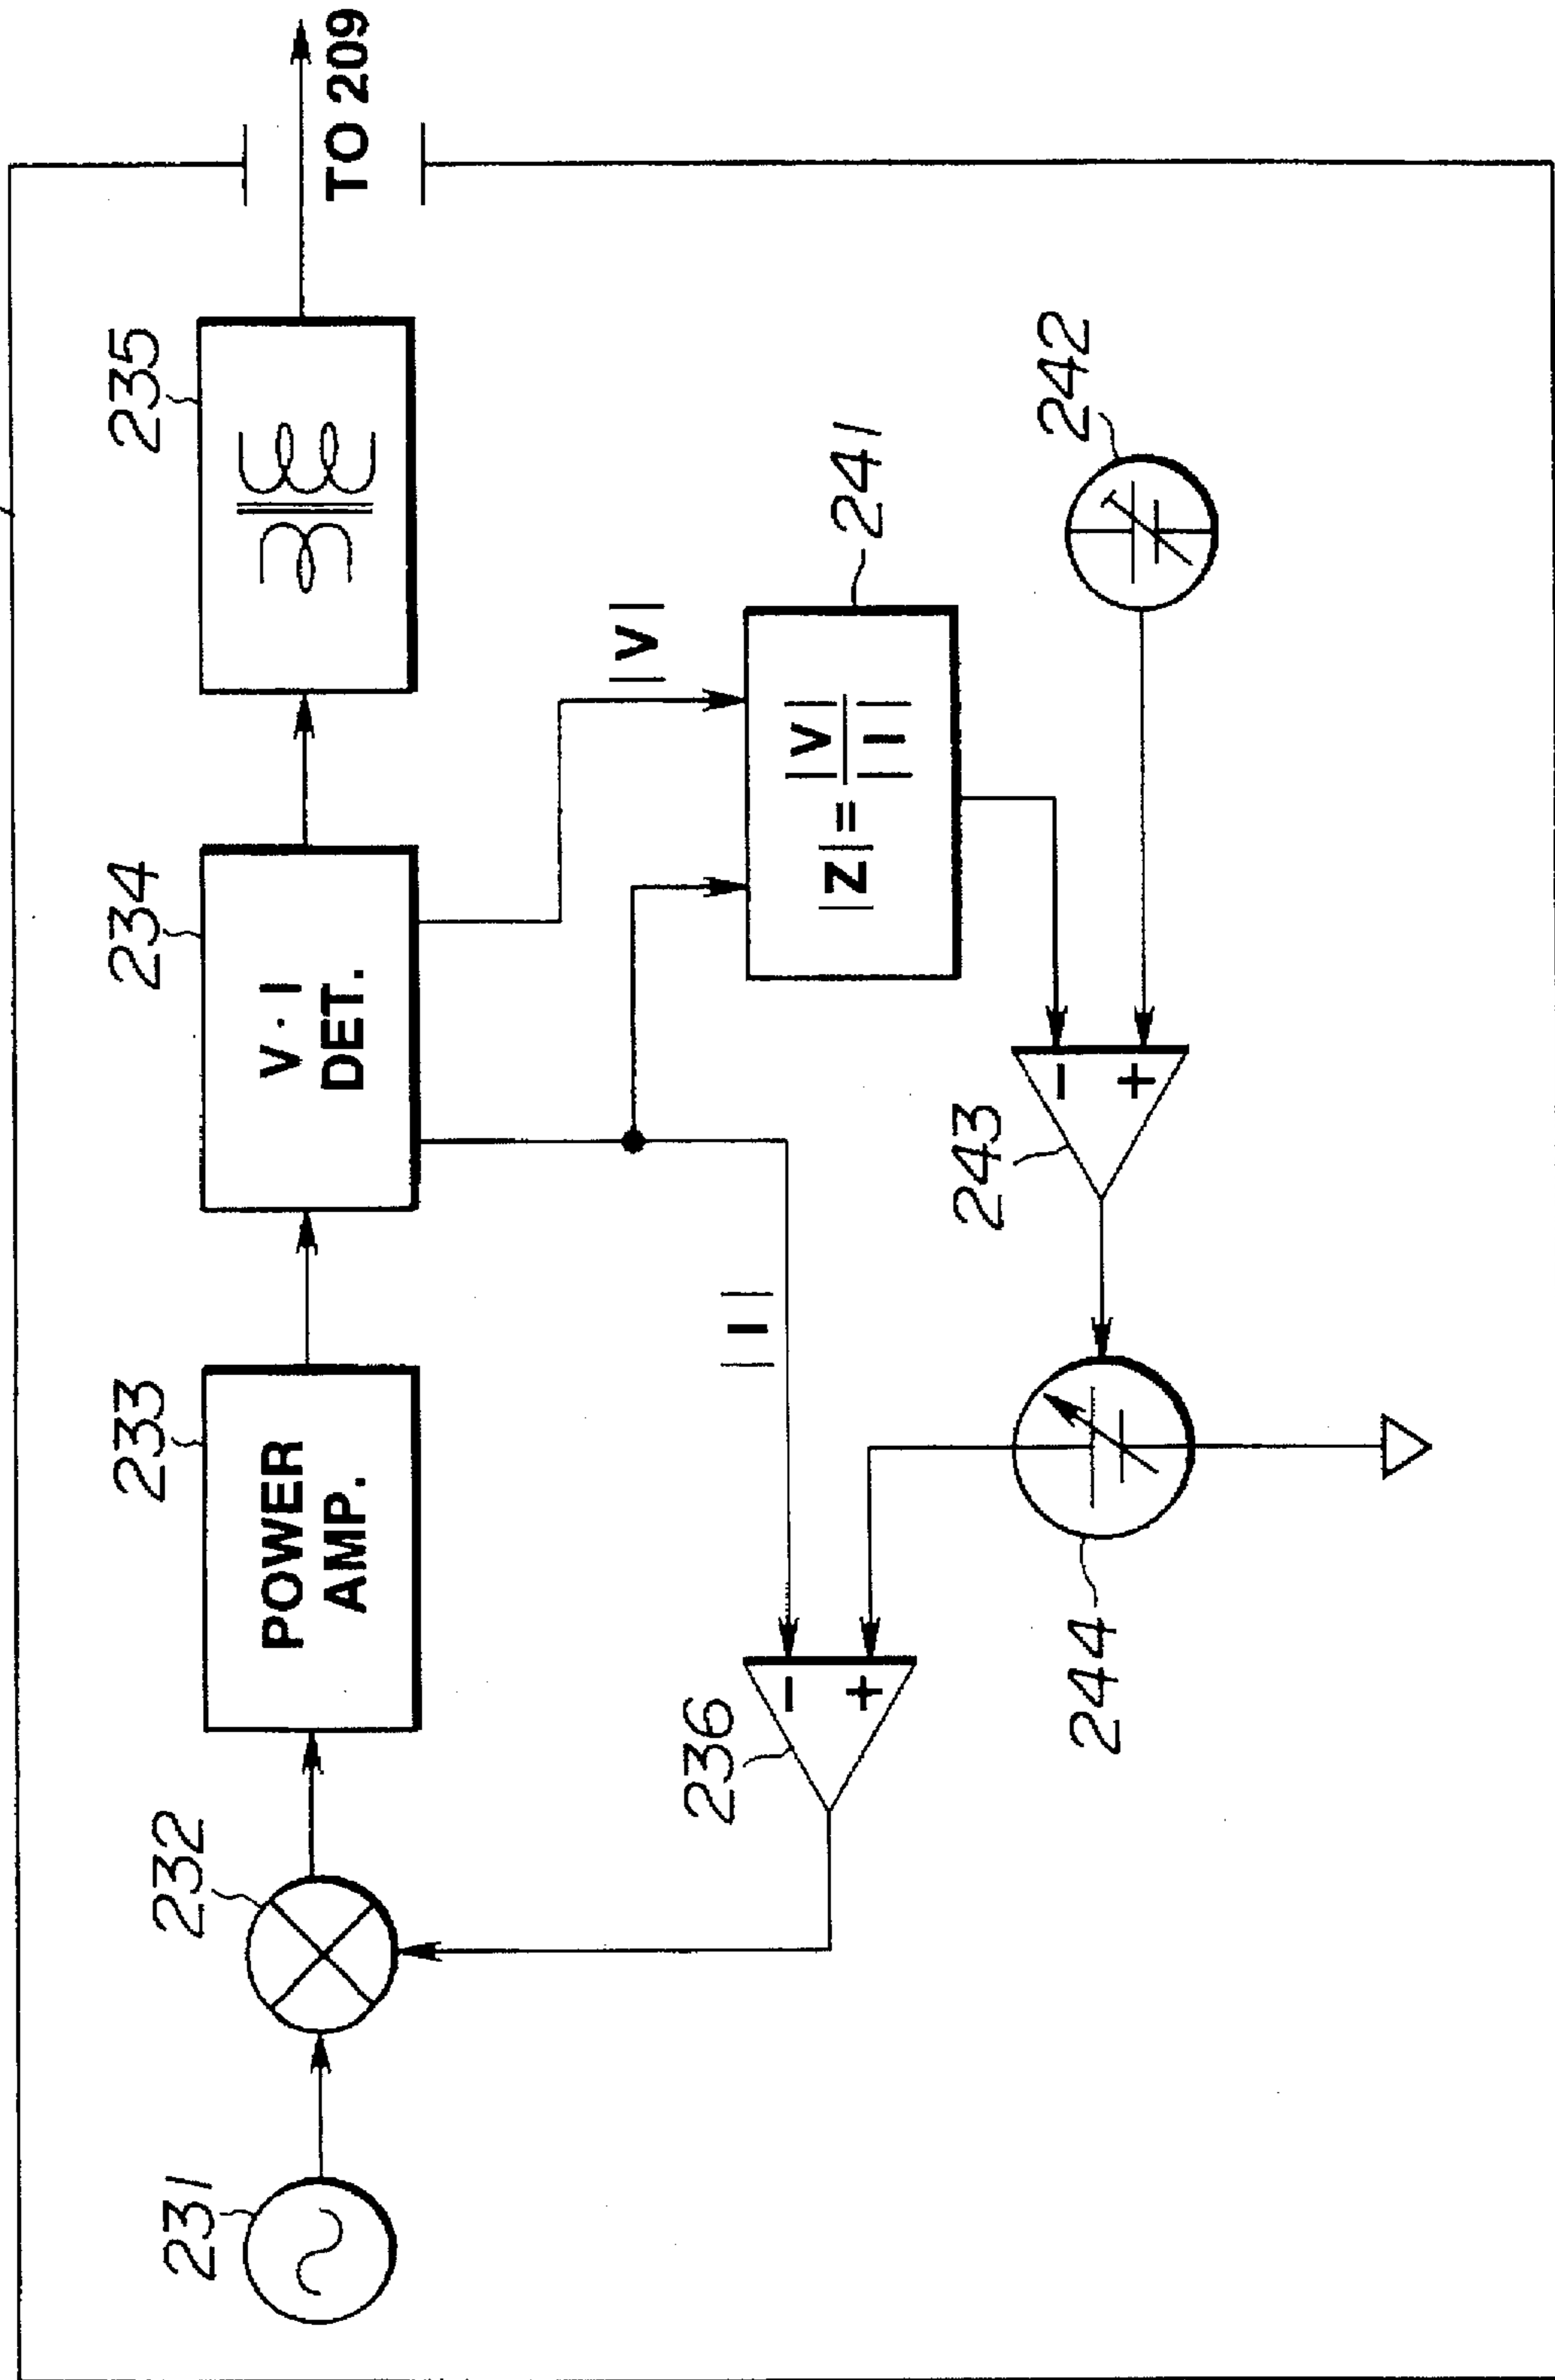 TO 209
231
232
233
234
235
POWER
AMP.
V · I
DET.
|V|
|I|
236
241
|Z| = |V| / |I|
242
243
244
−
+
−
+